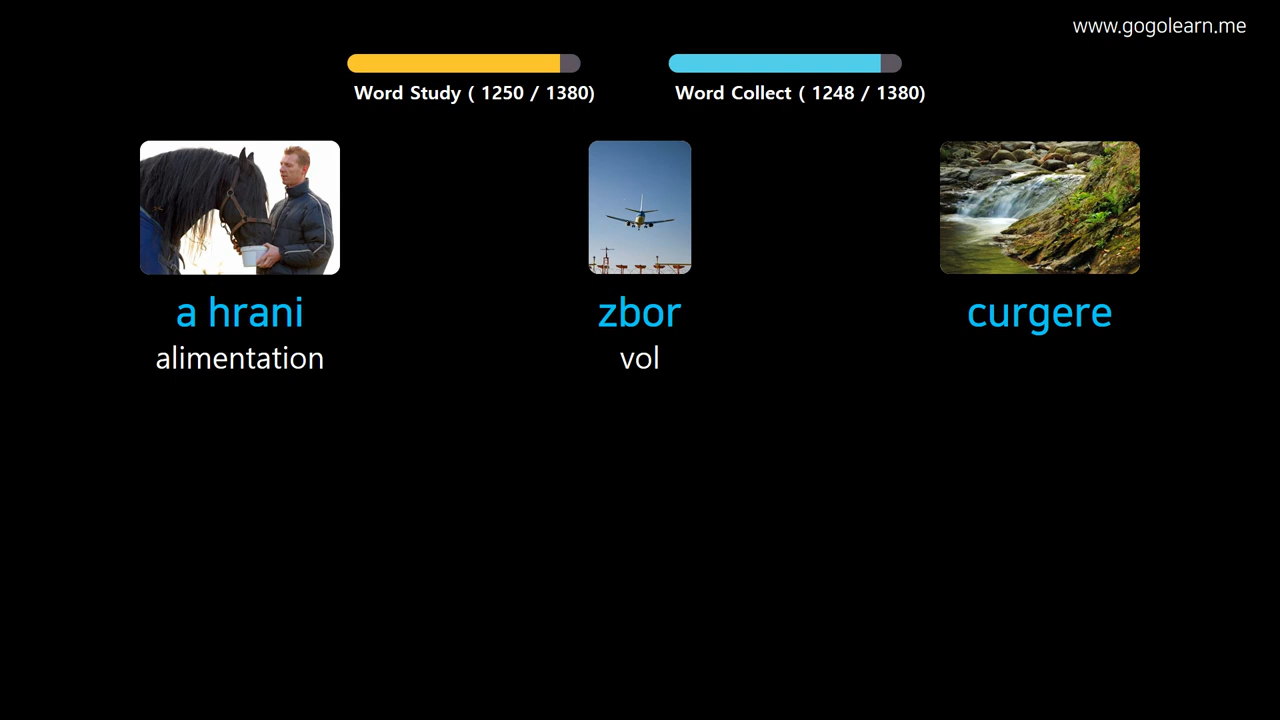 www.gogolearn.me
Word Study ( 1250 / 1380)
Word Collect ( 1248 / 1380)
a hrani
zbor
curgere
alimentation
vol